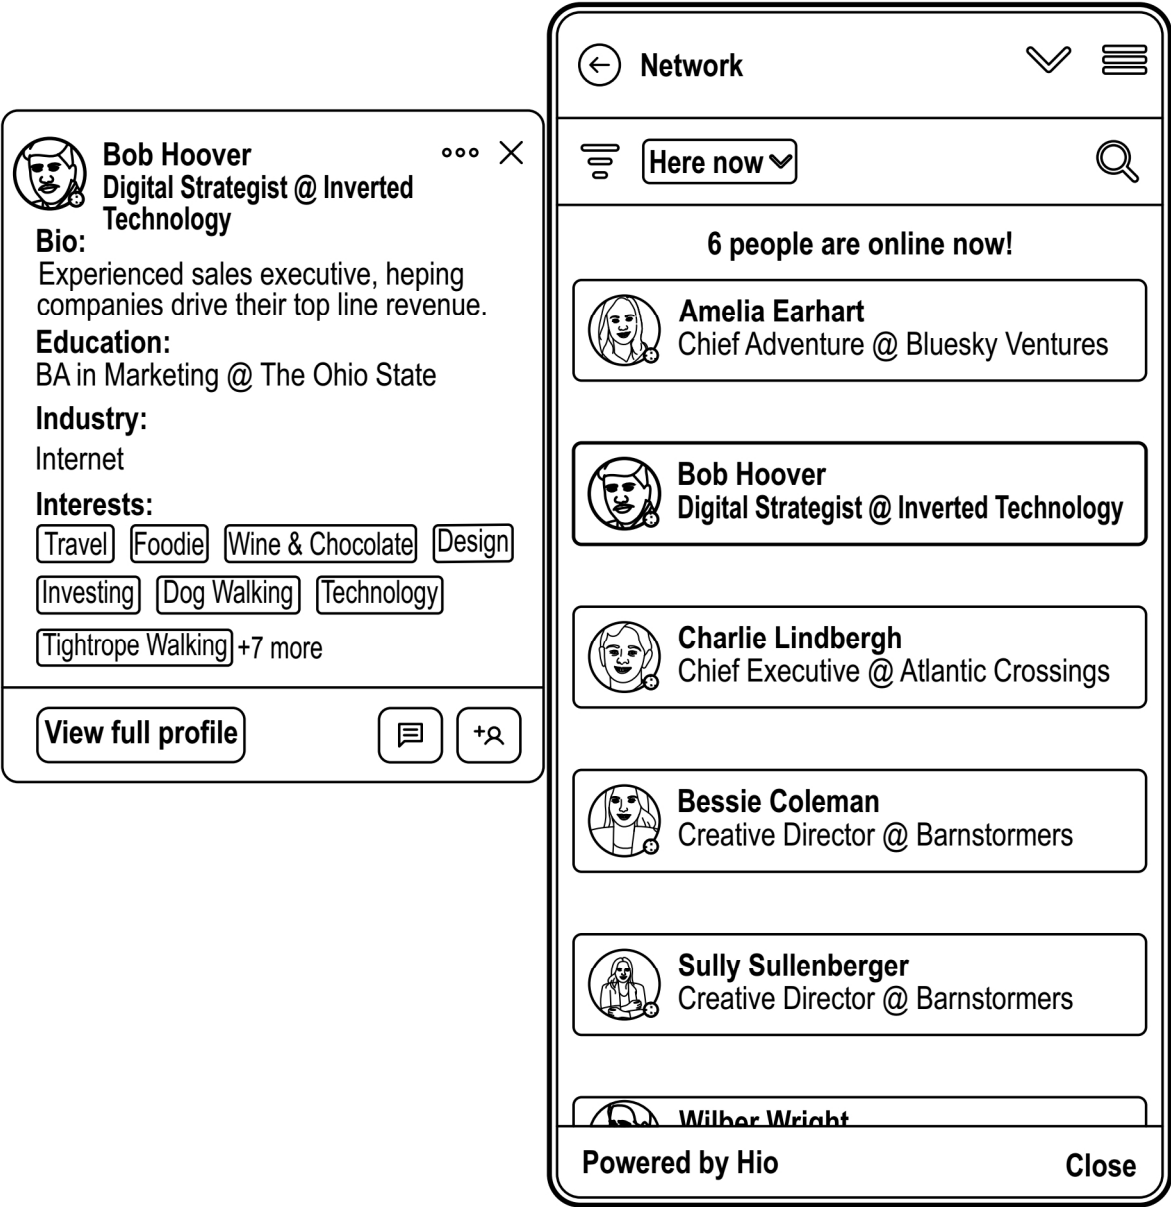 Bob Hoover
Digital Strategist @ Inverted
Technology
Bio:
Experienced sales executive, heping
companies drive their top line revenue.
Education:
BA in Marketing @ The Ohio State
Industry:
Internet
Interests:
Travel Foodie Wine & Chocolate Design
Investing Dog Walking Technology
Tightrope Walking +7 more
View full profile
Network
Here now
6 people are online now!
Amelia Earhart
Chief Adventure @ Bluesky Ventures
Bob Hoover
Digital Strategist @ Inverted Technology
Charlie Lindbergh
Chief Executive @ Atlantic Crossings
Bessie Coleman
Creative Director @ Barnstormers
Sully Sullenberger
Creative Director @ Barnstormers
Wilber Wright
Powered by Hio
Close